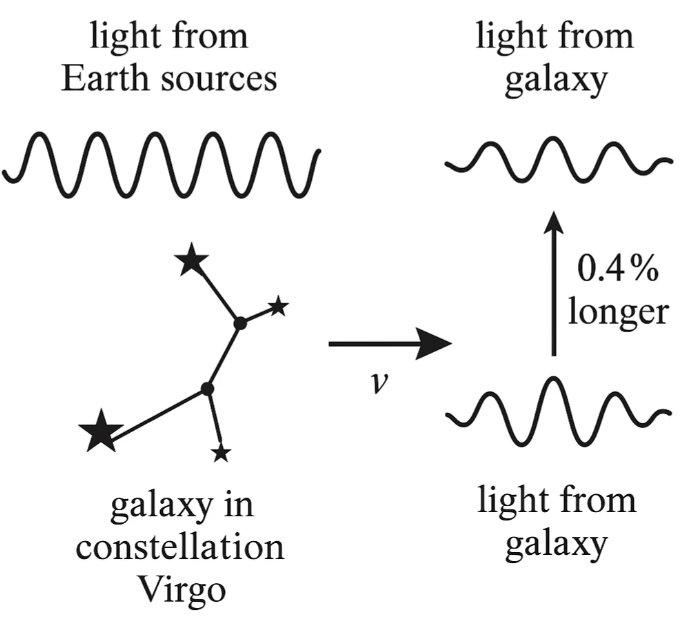 light from
Earth sources
light from
galaxy
0.4%
longer
v
galaxy in
constellation
Virgo
light from
galaxy